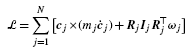 ℒ = ∑_{j=1}^{N} [c_j × (m_j ċ_j) + R_j I_j R_j^⊤ ω_j]